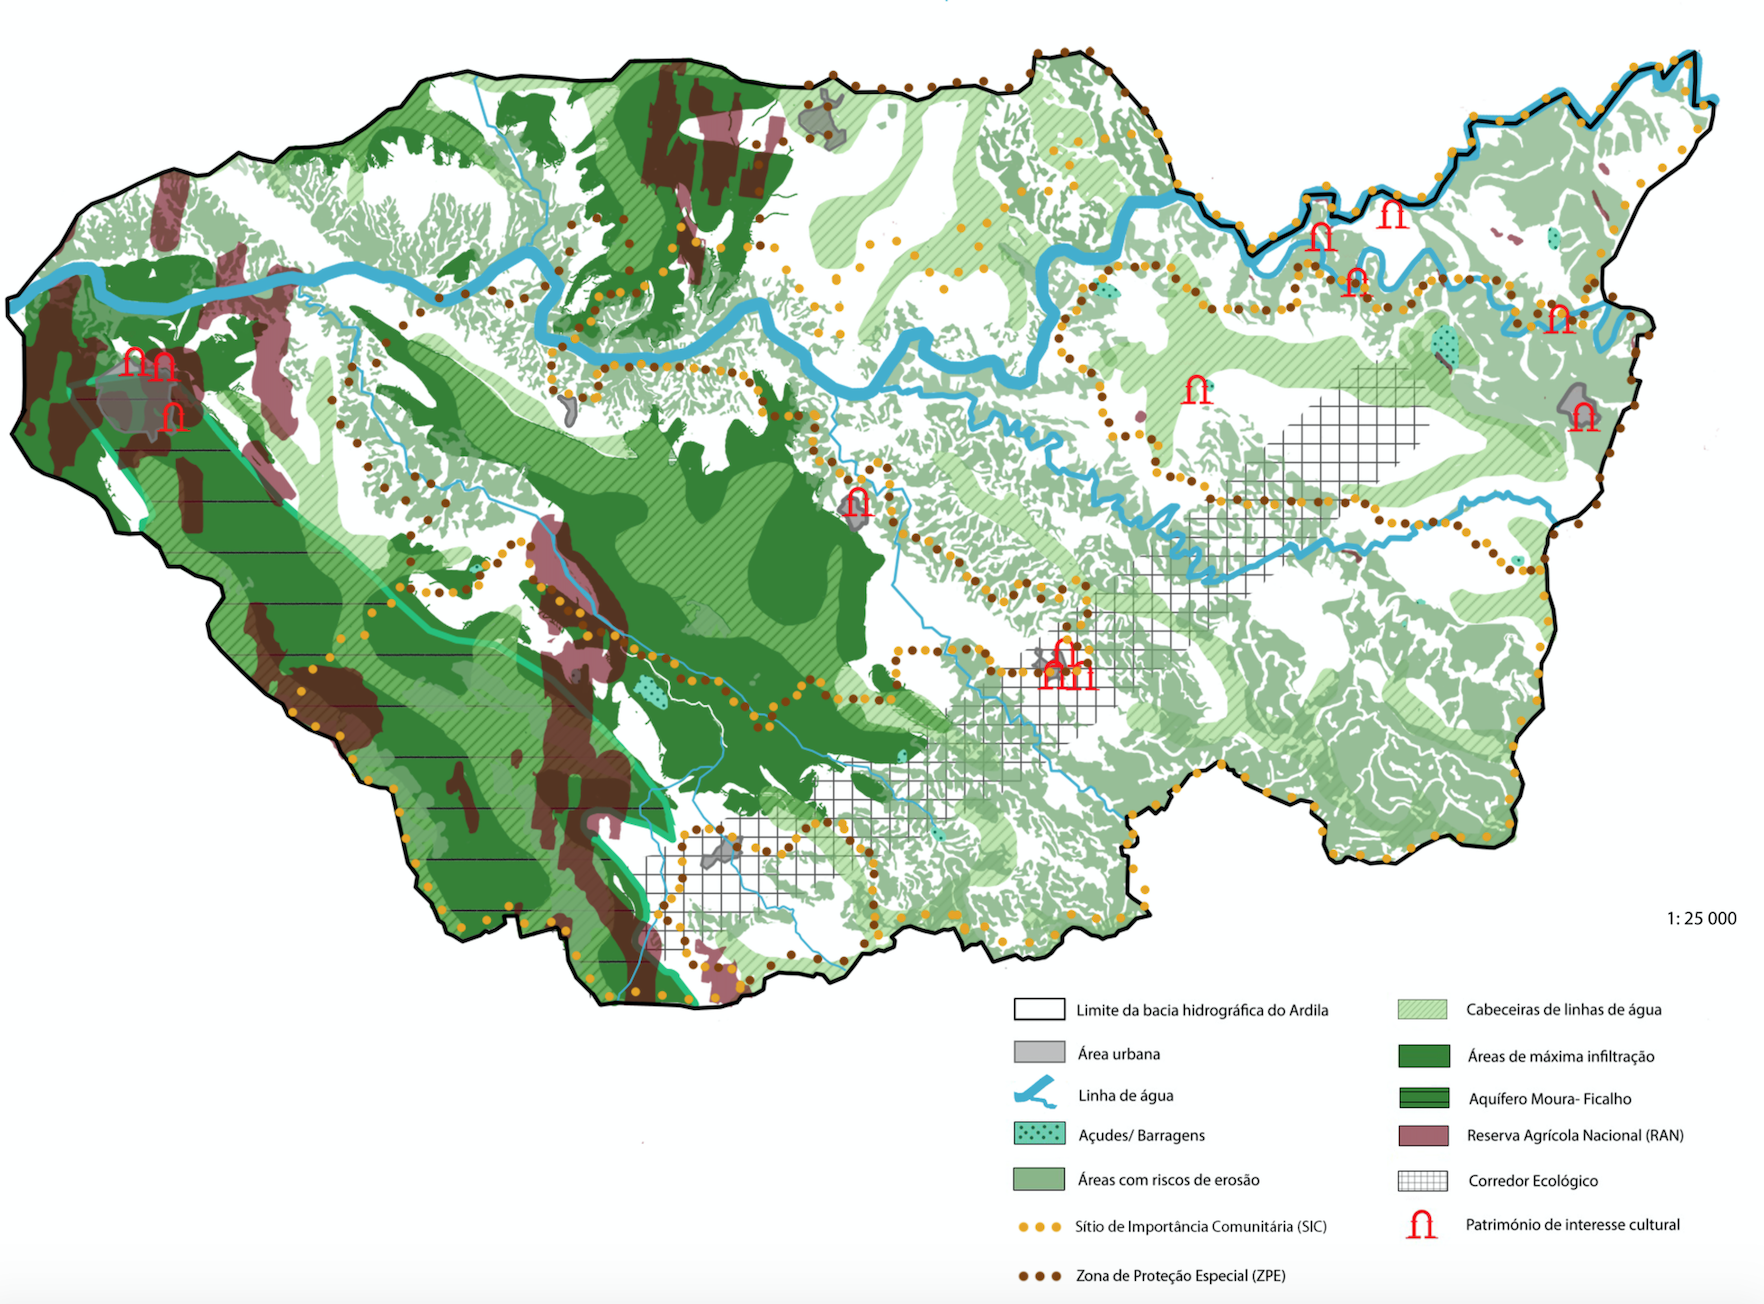 1: 25 000
Limite da bacia hidrográfica do Ardila
Área urbana
Linha de água
Açudes/ Barragens
Áreas com riscos de erosão
Sítio de Importância Comunitária (SIC)
Zona de Proteção Especial (ZPE)
Cabeceiras de linhas de água
Áreas de máxima infiltração
Aquífero Moura- Ficalho
Reserva Agrícola Nacional (RAN)
Corredor Ecológico
Património de interesse cultural